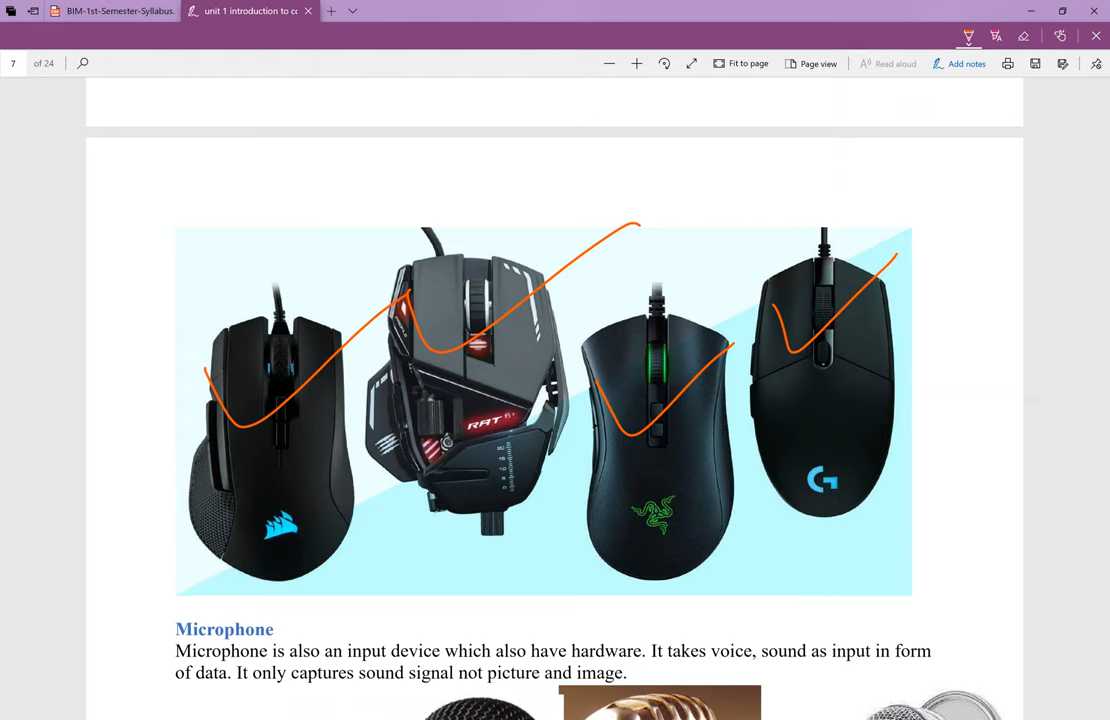 BIM-1st-Semester-Syllabus.
unit 1 introduction to co
7 of 24
Fit to page
Page view
Read aloud
Add notes
RAT 6+
G
Microphone
Microphone is also an input device which also have hardware. It takes voice, sound as input in form
of data. It only captures sound signal not picture and image.